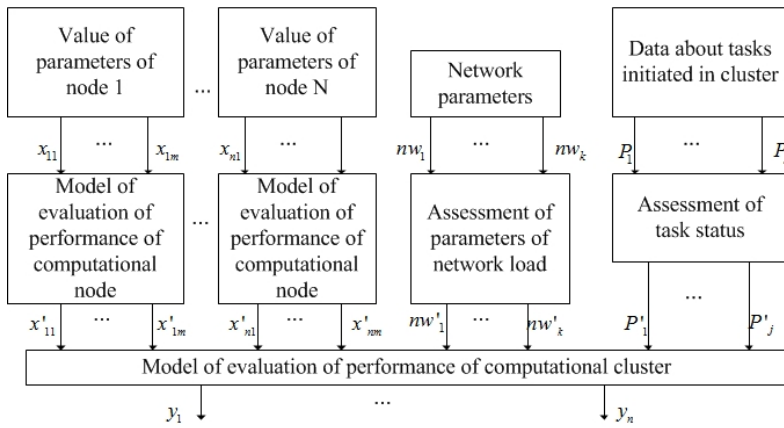 Value of parameters of node 1
...
Value of parameters of node N
Network parameters
Data about tasks initiated in cluster
x11 ... x1m
xn1 ...
nw1 ... nwk
P1 ... P
Model of evaluation of performance of computational node
...
Model of evaluation of performance of computational node
Assessment of parameters of network load
Assessment of task status
x'11 ... x'1m
x'n1 ... x'nm
nw'1 ... nw'k
P'1 ... P'j
Model of evaluation of performance of computational cluster
y1 ... yn